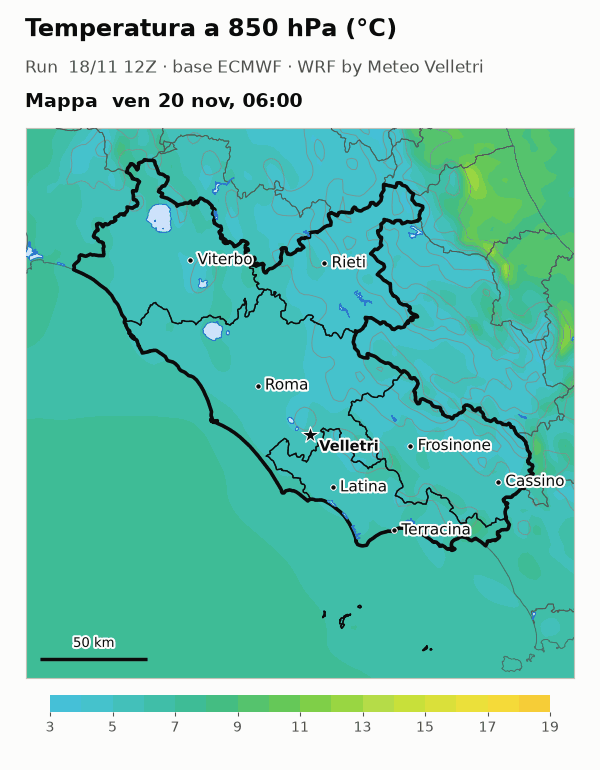 Temperatura a 850 hPa (°C)
Run  18/11 12Z · base ECMWF · WRF by Meteo Velletri
Mappa  ven 20 nov, 06:00
Viterbo
Rieti
Roma
Velletri
Frosinone
Latina
Cassino
Terracina
50 km
3 5 7 9 11 13 15 17 19